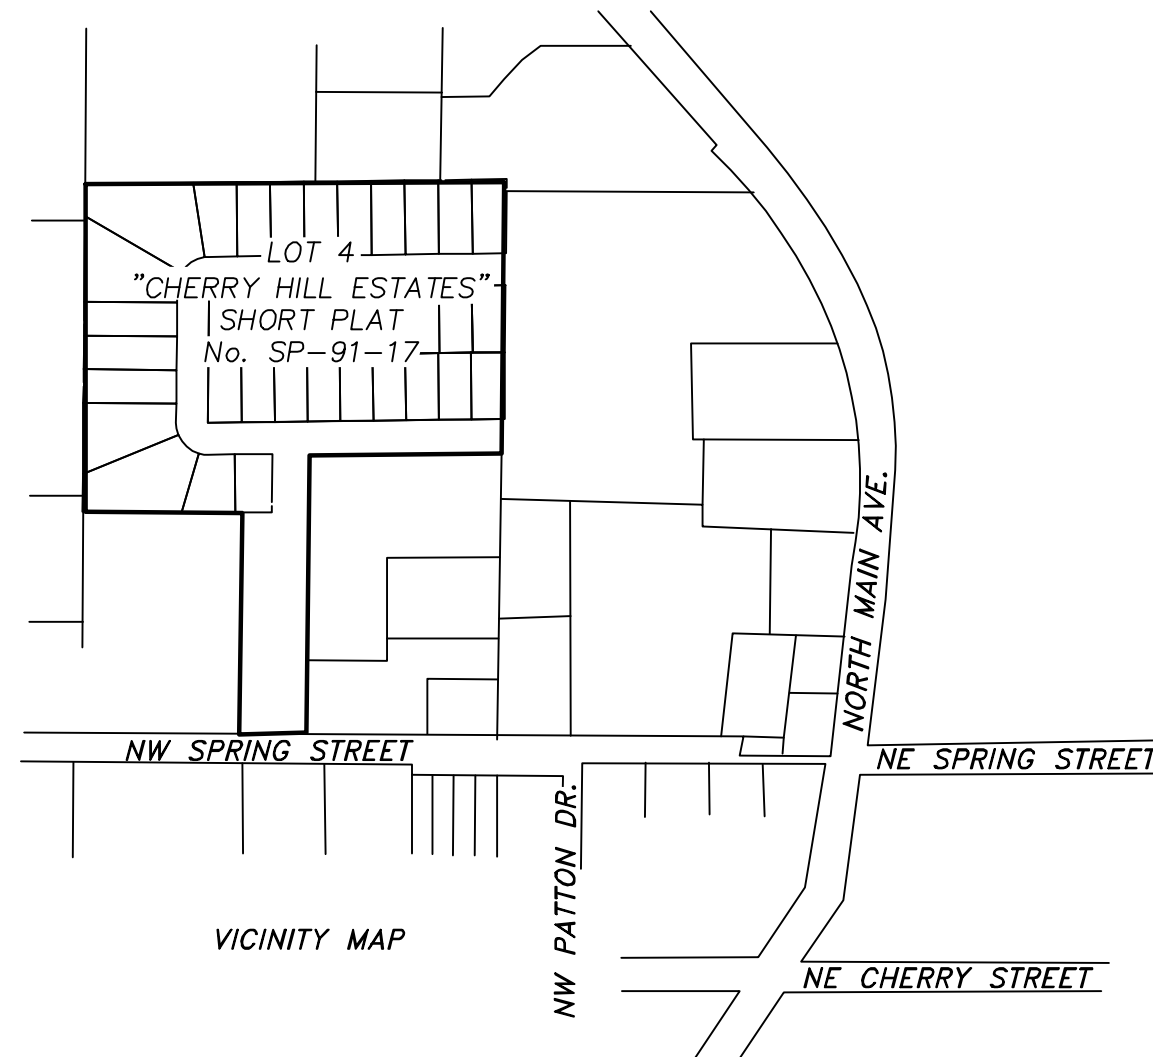 LOT 4
"CHERRY HILL ESTATES"
SHORT PLAT
No. SP-91-17
NORTH MAIN AVE.
NW SPRING STREET
NE SPRING STREET
NW PATTON DR.
VICINITY MAP
NE CHERRY STREET